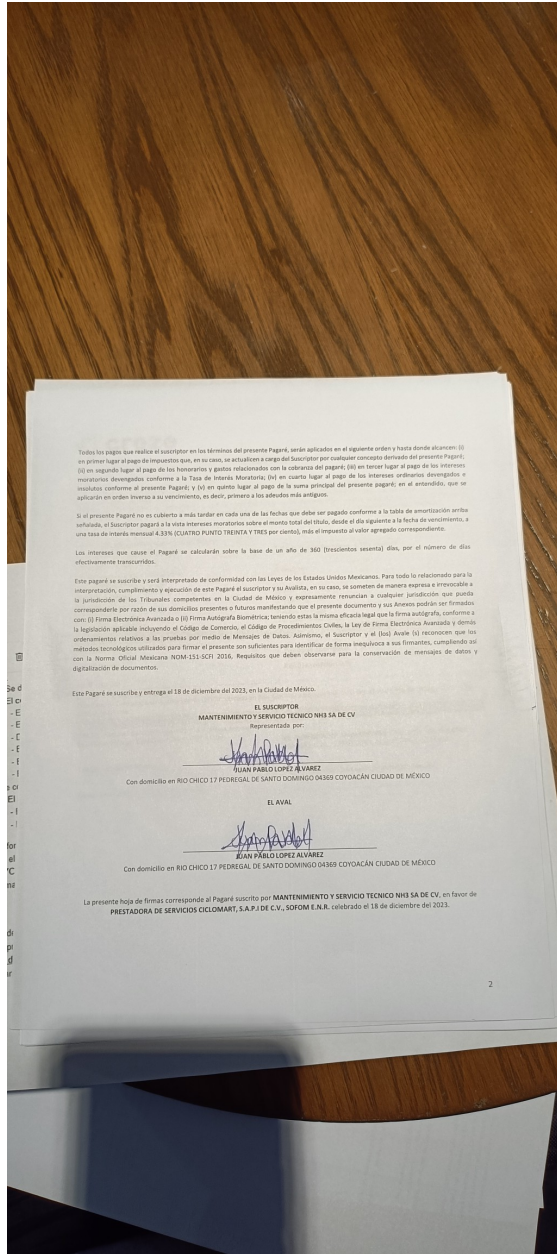 Todos los pagos que realice el suscriptor en los términos del presente Pagaré, serán aplicados en el siguiente orden y hasta donde alcancen: (i)
en primer lugar al pago de impuestos que, en su caso, se actualicen a cargo del Suscriptor por cualquier concepto derivado del presente Pagaré;
(ii) en segundo lugar al pago de los honorarios y gastos relacionados con la cobranza del pagaré; (iii) en tercer lugar al pago de los intereses
moratorios devengados conforme a la Tasa de Interés Moratoria; (iv) en cuarto lugar al pago de los intereses ordinarios devengados e
insolutos conforme al presente Pagaré; y (v) en quinto lugar al pago de la suma principal del presente pagaré; en el entendido, que se
aplicarán en orden inverso a su vencimiento, es decir, primero a los adeudos más antiguos.
Si el presente Pagaré no es cubierto a más tardar en cada una de las fechas que debe ser pagado conforme a la tabla de amortización arriba
señalada, el Suscriptor pagará a la vista intereses moratorios sobre el monto total del título, desde el día siguiente a la fecha de vencimiento, a
una tasa de interés mensual 4.33% (CUATRO PUNTO TREINTA Y TRES por ciento), más el impuesto al valor agregado correspondiente.
Los intereses que cause el Pagaré se calcularán sobre la base de un año de 360 (trescientos sesenta) días, por el número de días
efectivamente transcurridos.
Este pagaré se suscribe y será interpretado de conformidad con las Leyes de los Estados Unidos Mexicanos. Para todo lo relacionado para la
interpretación, cumplimiento y ejecución de este Pagaré el suscriptor y su Avalista, en su caso, se someten de manera expresa e irrevocable a
la jurisdicción de los Tribunales competentes en la Ciudad de México y expresamente renuncian a cualquier jurisdicción que pueda
corresponderle por razón de sus domicilios presentes o futuros manifestando que el presente documento y sus Anexos podrán ser firmados
con: (i) Firma Electrónica Avanzada o (ii) Firma Autógrafa Biométrica; teniendo estas la misma eficacia legal que la firma autógrafa, conforme a
la legislación aplicable incluyendo el Código de Comercio, el Código de Procedimientos Civiles, la Ley de Firma Electrónica Avanzada y demás
ordenamientos relativos a las pruebas por medio de Mensajes de Datos. Asimismo, el Suscriptor y el (los) Avale (s) reconocen que los
métodos tecnológicos utilizados para firmar el presente son suficientes para identificar de forma inequívoca a sus firmantes, cumpliendo así
con la Norma Oficial Mexicana NOM-151-SCFI 2016, Requisitos que deben observarse para la conservación de mensajes de datos y
digitalización de documentos.
Este Pagaré se suscribe y entrega el 18 de diciembre del 2023, en la Ciudad de México.
EL SUSCRIPTOR
MANTENIMIENTO Y SERVICIO TECNICO NH3 SA DE CV
Representada por:
JUAN PABLO LOPEZ ALVAREZ
Con domicilio en RIO CHICO 17 PEDREGAL DE SANTO DOMINGO 04369 COYOACÁN CIUDAD DE MÉXICO
EL AVAL
JUAN PABLO LOPEZ ALVAREZ
Con domicilio en RIO CHICO 17 PEDREGAL DE SANTO DOMINGO 04369 COYOACÁN CIUDAD DE MÉXICO
La presente hoja de firmas corresponde al Pagaré suscrito por MANTENIMIENTO Y SERVICIO TECNICO NH3 SA DE CV, en favor de
PRESTADORA DE SERVICIOS CICLOMART, S.A.P.I DE C.V., SOFOM E.N.R. celebrado el 18 de diciembre del 2023.
2